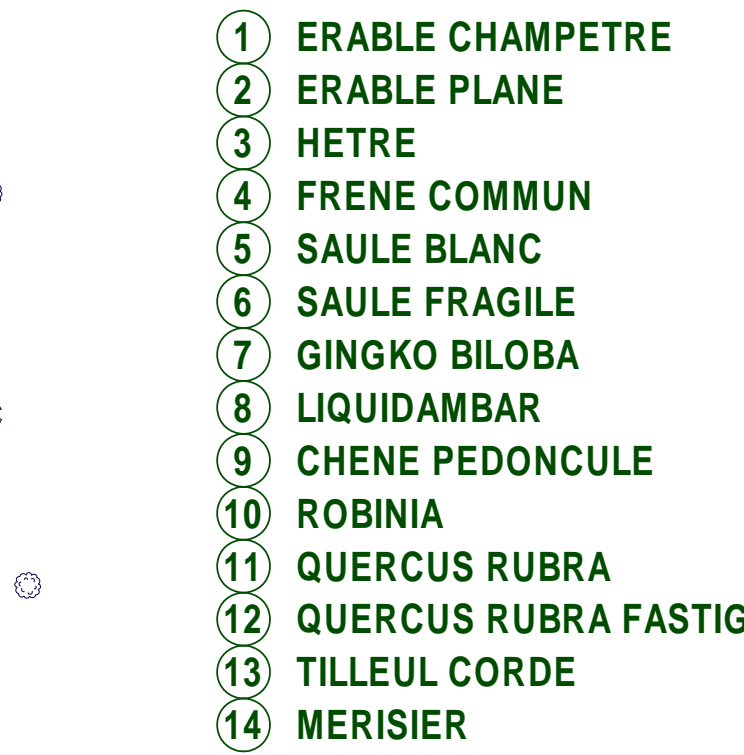 1 ERABLE CHAMPETRE
2 ERABLE PLANE
3 HETRE
4 FRENE COMMUN
5 SAULE BLANC
6 SAULE FRAGILE
7 GINGKO BILOBA
8 LIQUIDAMBAR
9 CHENE PEDONCULE
10 ROBINIA
11 QUERCUS RUBRA
12 QUERCUS RUBRA FASTIG
13 TILLEUL CORDE
14 MERISIER